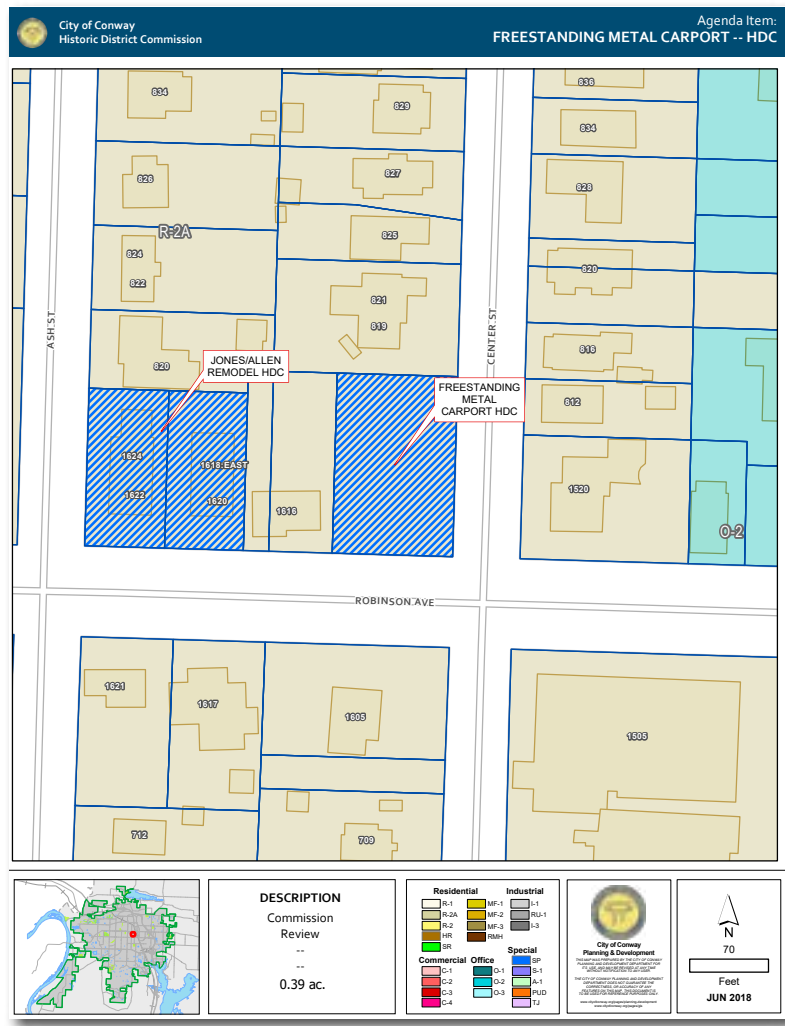 City of Conway
Historic District Commission
Agenda Item:
FREESTANDING METAL CARPORT -- HDC
834
829
836
834
826
827
828
R-2A
825
824
822
820
821
819
ASH ST
CENTER ST
816
820
JONES/ALLEN
REMODEL HDC
FREESTANDING
METAL
CARPORT HDC
812
1624
1618 EAST
1622
1620
1616
1520
O-2
ROBINSON AVE
1621
1617
1605
1505
712
709
DESCRIPTION
Commission
Review
--
--
0.39 ac.
Residential
R-1
R-2A
R-2
HR
SR
MF-1
MF-2
MF-3
RMH
Industrial
I-1
RU-1
I-3
Commercial
C-1
C-2
C-3
C-4
Office
O-1
O-2
O-3
Special
SP
S-1
A-1
PUD
TJ
City of Conway
Planning & Development
N
70
Feet
JUN 2018